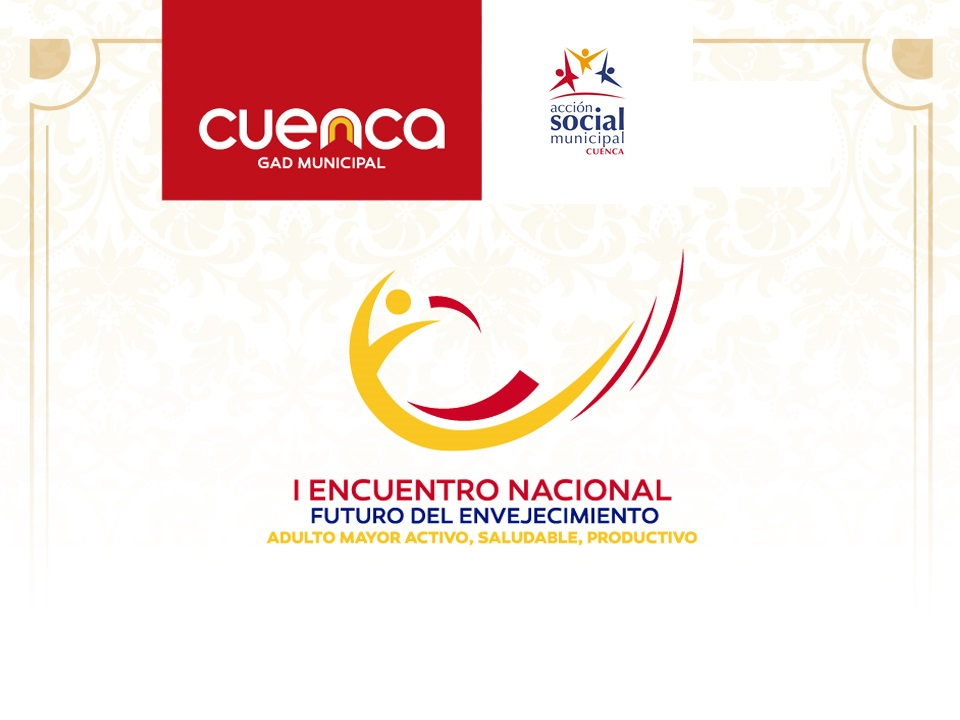 cuenca
GAD MUNICIPAL
acción
social
municipal
CUENCA
I ENCUENTRO NACIONAL
FUTURO DEL ENVEJECIMIENTO
ADULTO MAYOR ACTIVO, SALUDABLE, PRODUCTIVO